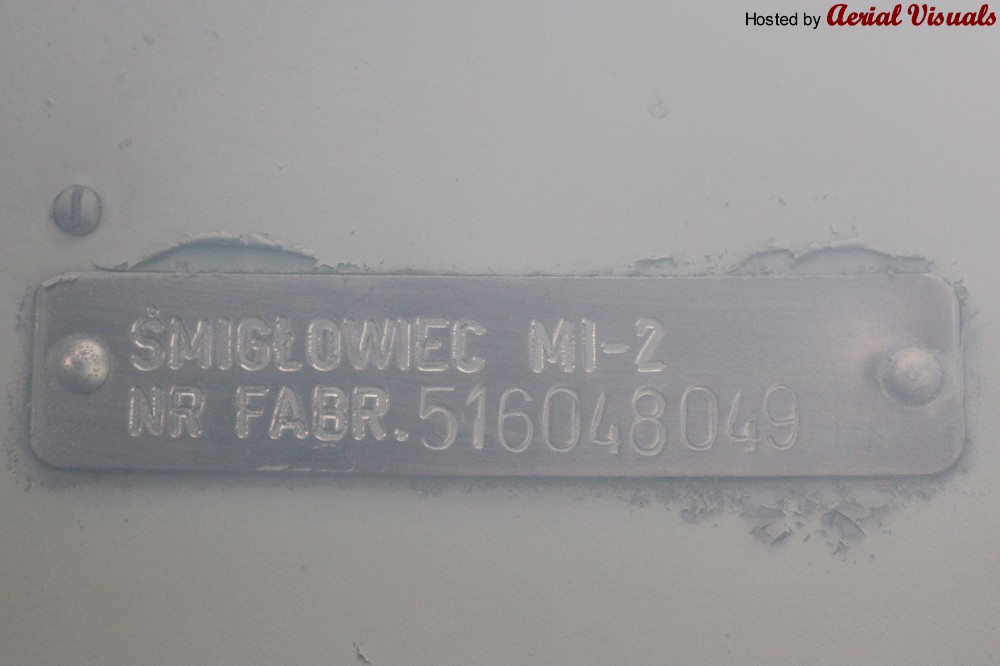 Hosted by Aerial Visuals
ŚMIGŁOWIEC MI-2
NR FABR. 516048049